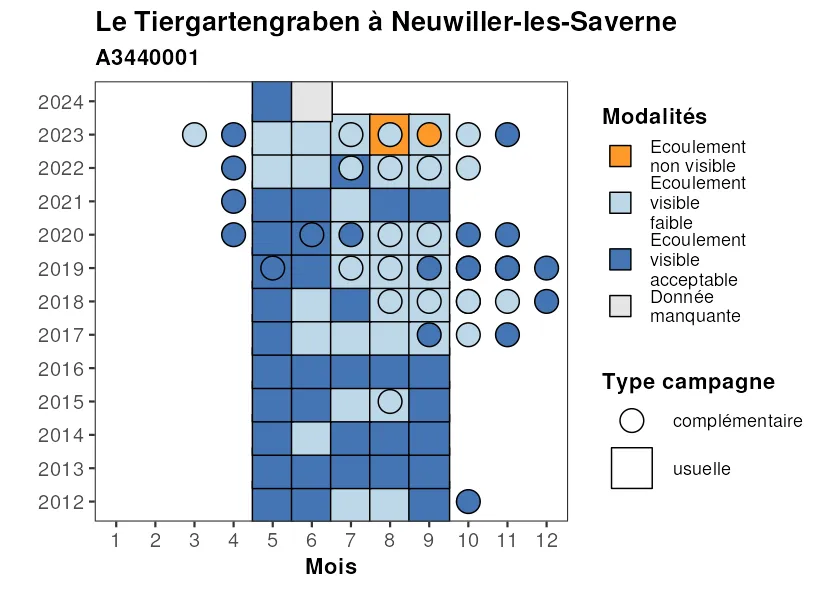 Le Tiergartengraben à Neuwiller-les-Saverne
A3440001
2024
2023
2022
2021
2020
2019
2018
2017
2016
2015
2014
2013
2012
1 2 3 4 5 6 7 8 9 10 11 12
Mois
Modalités
Ecoulement
non visible
Ecoulement
visible
faible
Ecoulement
visible
acceptable
Donnée
manquante
Type campagne
complémentaire
usuelle